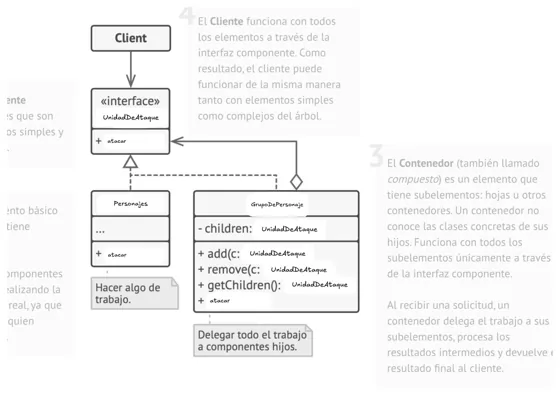 Client
«interface»
UnidadDeAtaque
+ atacar
4
El Cliente funciona con todos
los elementos a través de la
interfaz componente. Como
resultado, el cliente puede
funcionar de la misma manera
tanto con elementos simples
como complejos del árbol.
ente
es que son
os simples y
.
ento básico
tiene
omponentes
ealizando la
real, ya que
quien
.
Personajes
...
+ atacar
Hacer algo de
trabajo.
GrupoDePersonaje
- children: UnidadDeAtaque
+ add(c: UnidadDeAtaque
+ remove(c: UnidadDeAtaque
+ getChildren(): UnidadDeAtaque
+ atacar
Delegar todo el trabajo
a componentes hijos.
3
El Contenedor (también llamado
compuesto) es un elemento que
tiene subelementos: hojas u otros
contenedores. Un contenedor no
conoce las clases concretas de sus
hijos. Funciona con todos los
subelementos únicamente a través
de la interfaz componente.
Al recibir una solicitud, un
contenedor delega el trabajo a sus
subelementos, procesa los
resultados intermedios y devuelve e
resultado final al cliente.